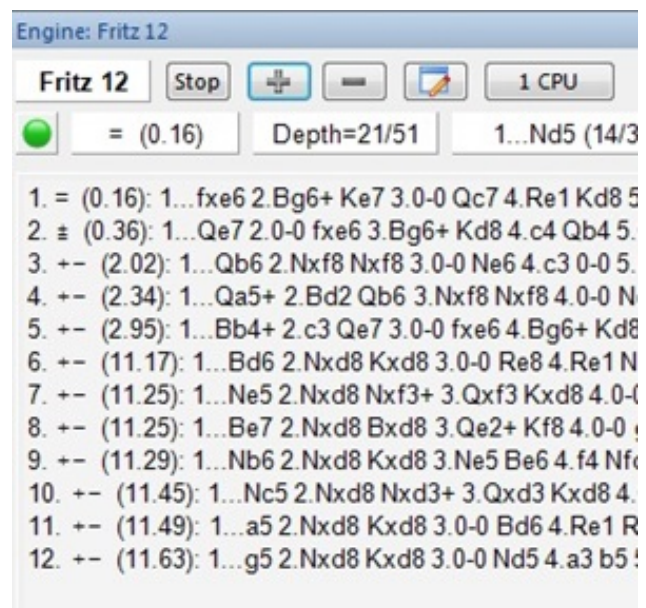 Engine: Fritz 12
Fritz 12 Stop 1 CPU
= (0.16) Depth=21/51 1...Nd5 (14/3
1. = (0.16): 1...fxe6 2.Bg6+ Ke7 3.0-0 Qc7 4.Re1 Kd8 5
2. ± (0.36): 1...Qe7 2.0-0 fxe6 3.Bg6+ Kd8 4.c4 Qb4 5.
3. +- (2.02): 1...Qb6 2.Nxf8 Nxf8 3.0-0 Ne6 4.c3 0-0 5.
4. +- (2.34): 1...Qa5+ 2.Bd2 Qb6 3.Nxf8 Nxf8 4.0-0 N
5. +- (2.95): 1...Bb4+ 2.c3 Qe7 3.0-0 fxe6 4.Bg6+ Kd8
6. +- (11.17): 1...Bd6 2.Nxd8 Kxd8 3.0-0 Re8 4.Re1 N
7. +- (11.25): 1...Ne5 2.Nxd8 Nxf3+ 3.Qxf3 Kxd8 4.0-0
8. +- (11.25): 1...Be7 2.Nxd8 Bxd8 3.Qe2+ Kf8 4.0-0
9. +- (11.29): 1...Nb6 2.Nxd8 Kxd8 3.Ne5 Be6 4.f4 Nfd
10. +- (11.45): 1...Nc5 2.Nxd8 Nxd3+ 3.Qxd3 Kxd8 4.
11. +- (11.49): 1...a5 2.Nxd8 Kxd8 3.0-0 Bd6 4.Re1 R
12. +- (11.63): 1...g5 2.Nxd8 Kxd8 3.0-0 Nd5 4.a3 b5